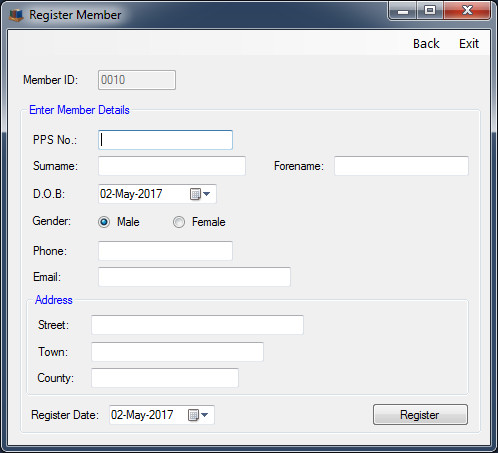 Register Member
Back Exit
Member ID: 0010
Enter Member Details
PPS No.:
Surname: Forename:
D.O.B: 02-May-2017
Gender: Male Female
Phone:
Email:
Address
Street:
Town:
County:
Register Date: 02-May-2017 Register